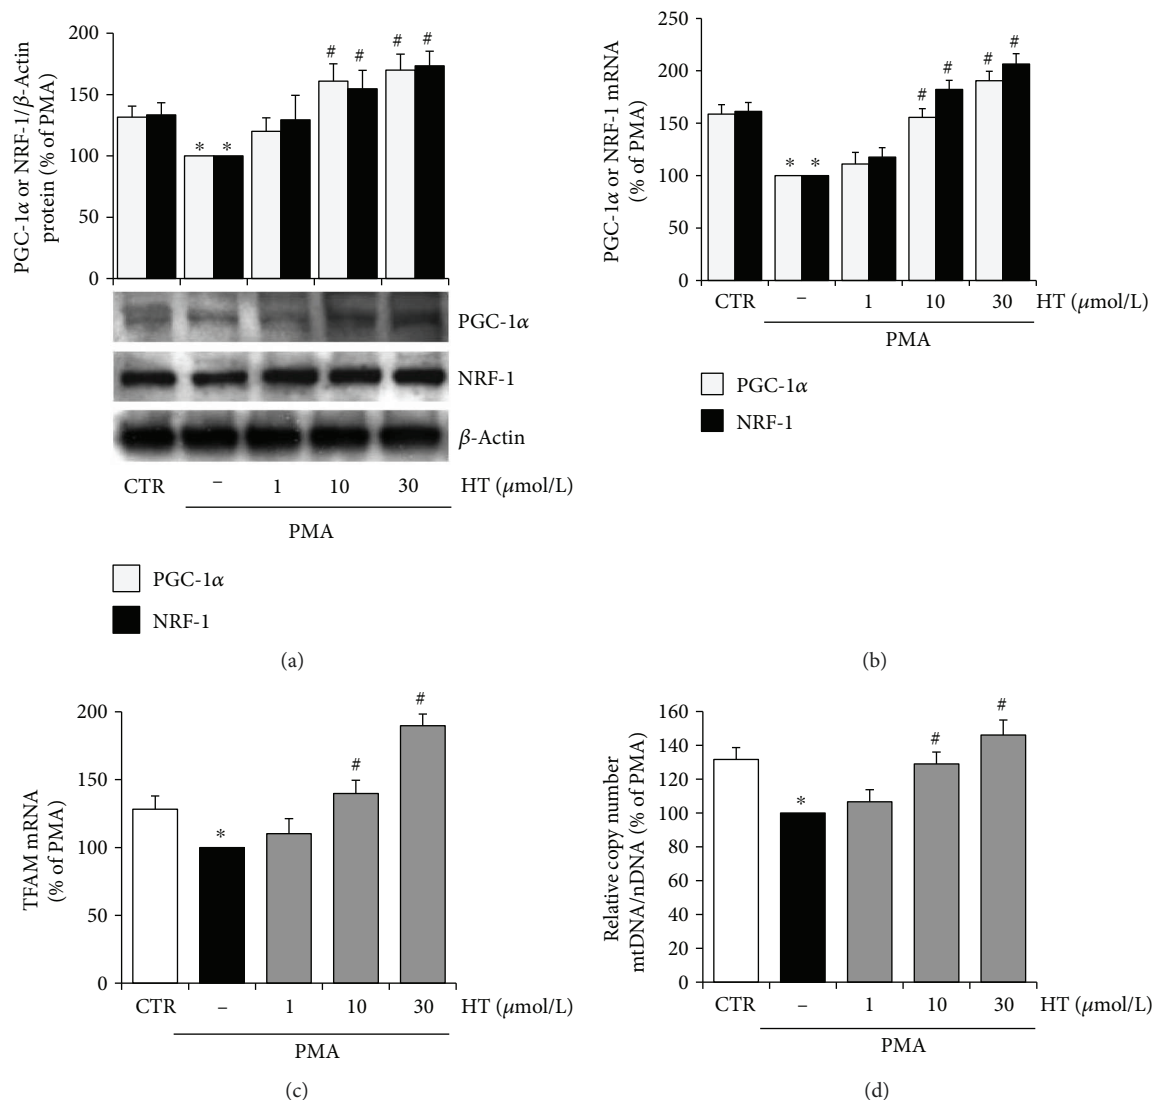 200
150
100
50
0
PGC-1α or NRF-1/β-Actin
protein (% of PMA)
* *
# #
# #
PGC-1α
NRF-1
β-Actin
CTR – 1 10 30 HT (μmol/L)
PMA
PGC-1α
NRF-1
(a)
250
200
150
100
50
0
PGC-1α or NRF-1 mRNA
(% of PMA)
* *
# #
# #
CTR – 1 10 30 HT (μmol/L)
PMA
PGC-1α
NRF-1
(b)
200
150
100
50
0
TFAM mRNA
(% of PMA)
*
#
#
CTR – 1 10 30 HT (μmol/L)
PMA
(c)
160
140
120
100
80
60
40
20
0
Relative copy number
mtDNA/nDNA (% of PMA)
*
#
#
CTR – 1 10 30 HT (μmol/L)
PMA
(d)